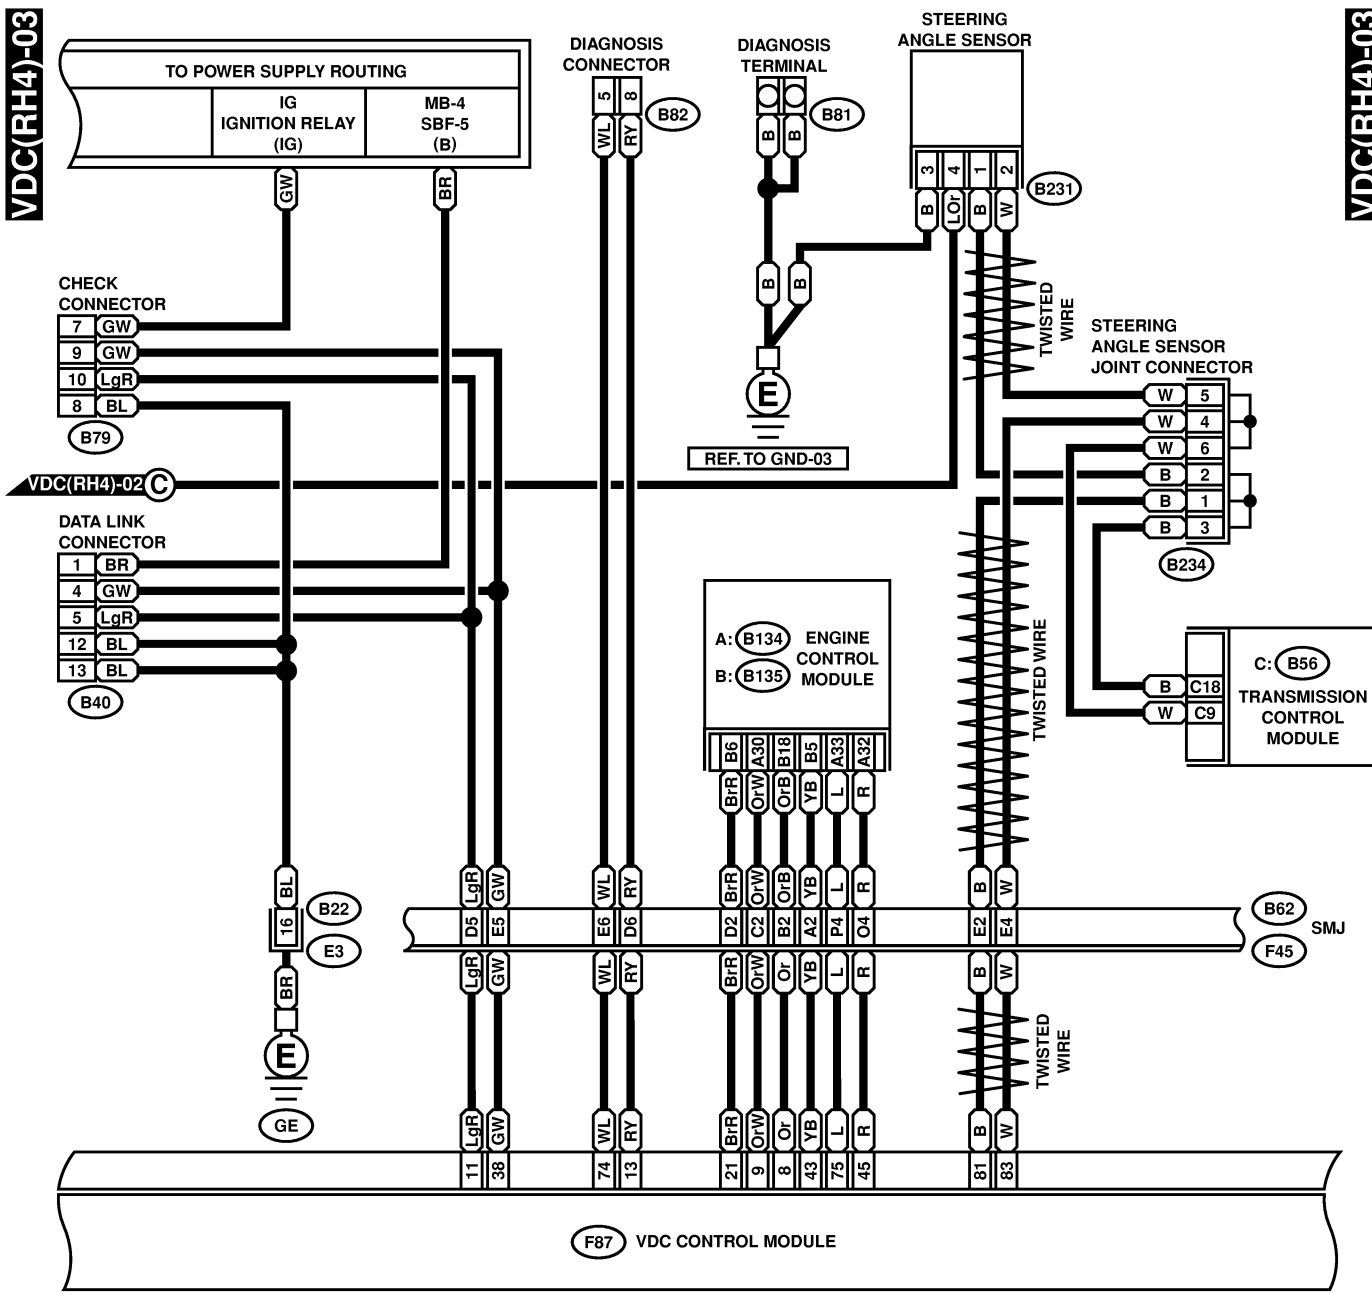 VDC(RH4)-03
VDC(RH4)-03
TO POWER SUPPLY ROUTING
IG
IGNITION RELAY
(IG)
MB-4
SBF-5
(B)
GW
BR
DIAGNOSIS
CONNECTOR
5
8
B82
WL
RY
DIAGNOSIS
TERMINAL
B81
B
B
B
B
E
REF. TO GND-03
STEERING
ANGLE SENSOR
3
4
1
2
B231
B
LOr
B
W
TWISTED
WIRE
CHECK
CONNECTOR
7 GW
9 GW
10 LgR
8 BL
B79
STEERING
ANGLE SENSOR
JOINT CONNECTOR
W 5
W 4
W 6
B 2
B 1
B 3
B234
VDC(RH4)-02 C
DATA LINK
CONNECTOR
1 BR
4 GW
5 LgR
12 BL
13 BL
B40
A: B134
B: B135
ENGINE
CONTROL
MODULE
B6
A30
B18
B5
A33
A32
BrR
OrW
OrB
YB
L
R
TWISTED WIRE
C: B56
TRANSMISSION
CONTROL
MODULE
B C18
W C9
BL
16
B22
E3
BR
E
GE
LgR
GW
WL
RY
BrR
OrW
OrB
YB
L
R
B
W
D5
E5
E6
D6
D2
C2
B2
A2
P4
O4
E2
E4
B62
SMJ
F45
LgR
GW
WL
RY
BrR
OrW
Or
YB
L
R
B
W
TWISTED
WIRE
LgR
GW
WL
RY
BrR
OrW
Or
YB
L
R
B
W
11
38
74
13
21
9
8
43
75
45
81
83
F87 VDC CONTROL MODULE